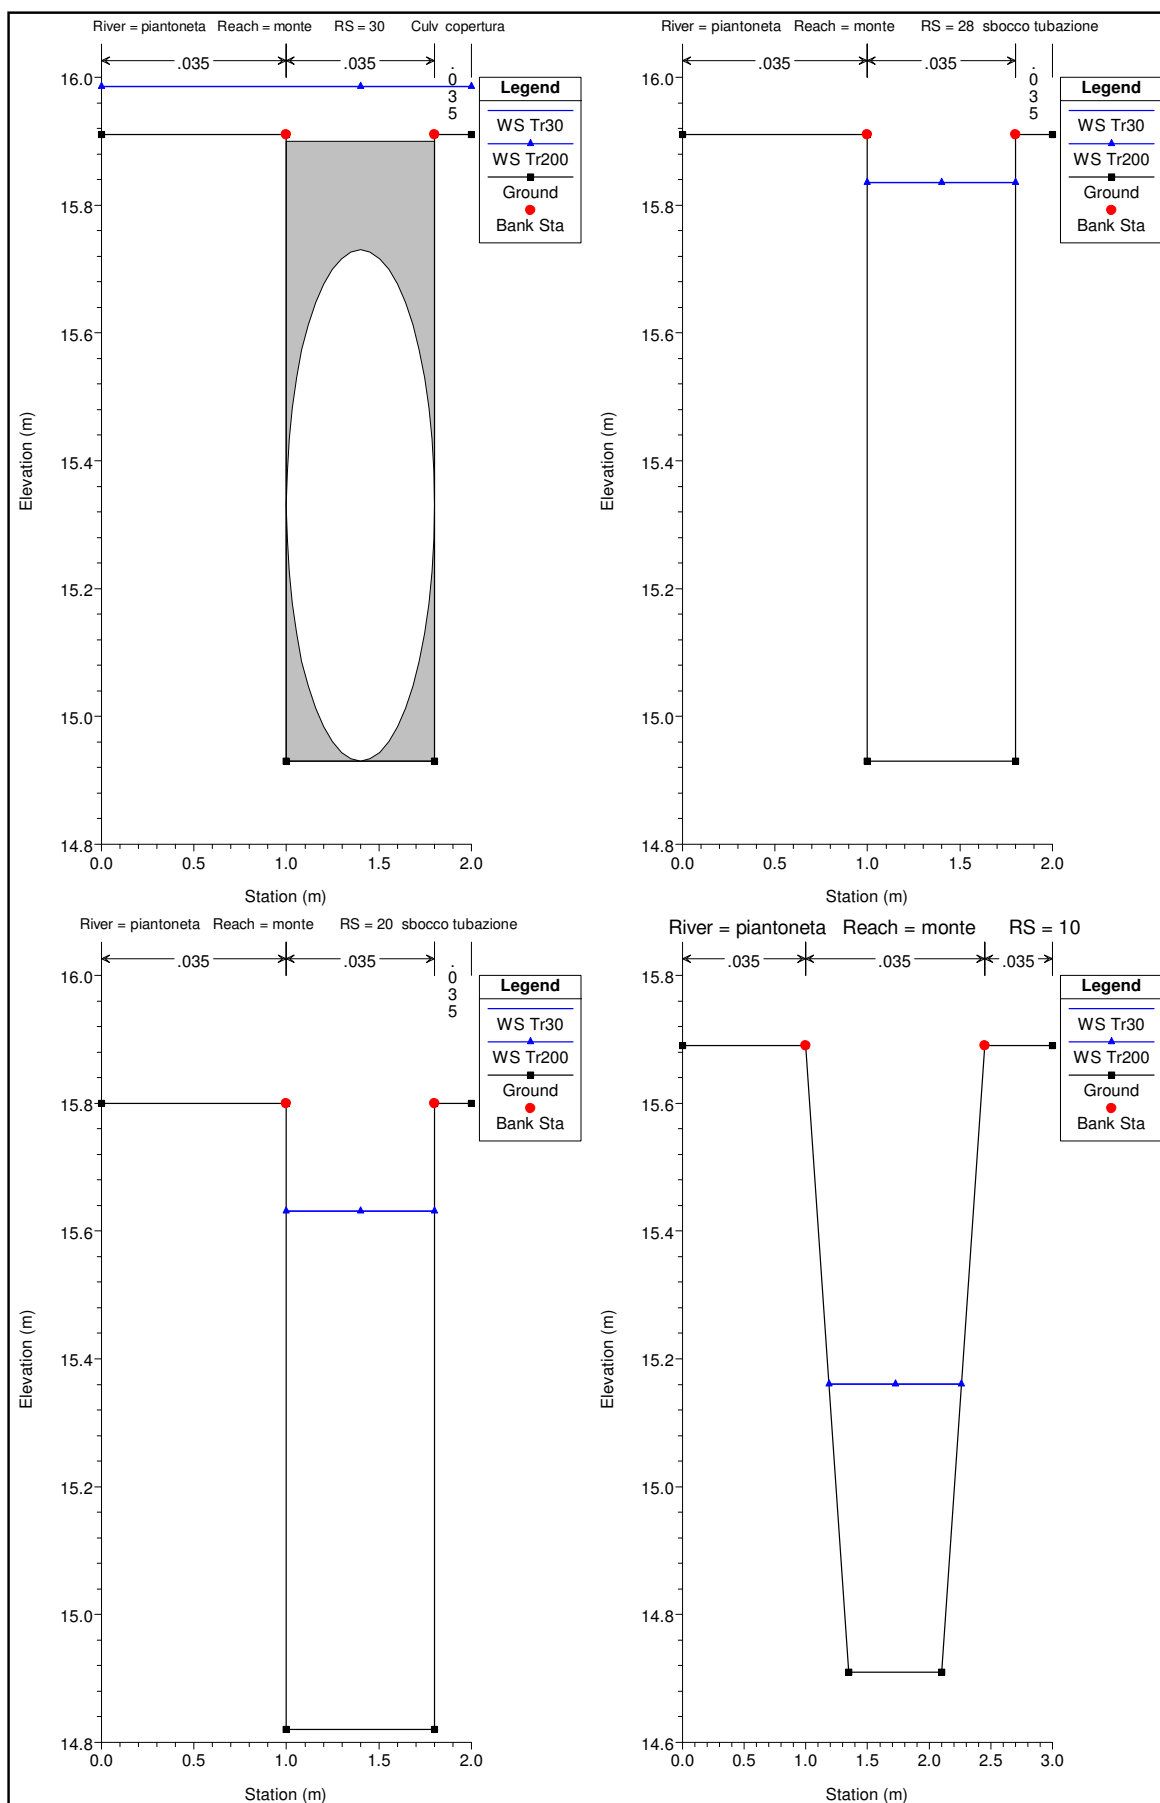 River = piantoneta Reach = monte RS = 30 Culv copertura
.035 .035 .035
Legend
WS Tr30
WS Tr200
Ground
Bank Sta
16.0
15.8
15.6
15.4
15.2
15.0
14.8
Elevation (m)
0.0 0.5 1.0 1.5 2.0
Station (m)
River = piantoneta Reach = monte RS = 28 sbocco tubazione
.035 .035 .035
Legend
WS Tr30
WS Tr200
Ground
Bank Sta
16.0
15.8
15.6
15.4
15.2
15.0
14.8
Elevation (m)
0.0 0.5 1.0 1.5 2.0
Station (m)
River = piantoneta Reach = monte RS = 20 sbocco tubazione
.035 .035 .035
Legend
WS Tr30
WS Tr200
Ground
Bank Sta
16.0
15.8
15.6
15.4
15.2
15.0
14.8
Elevation (m)
0.0 0.5 1.0 1.5 2.0
Station (m)
River = piantoneta Reach = monte RS = 10
.035 .035 .035
Legend
WS Tr30
WS Tr200
Ground
Bank Sta
15.8
15.6
15.4
15.2
15.0
14.8
14.6
Elevation (m)
0.0 0.5 1.0 1.5 2.0 2.5 3.0
Station (m)